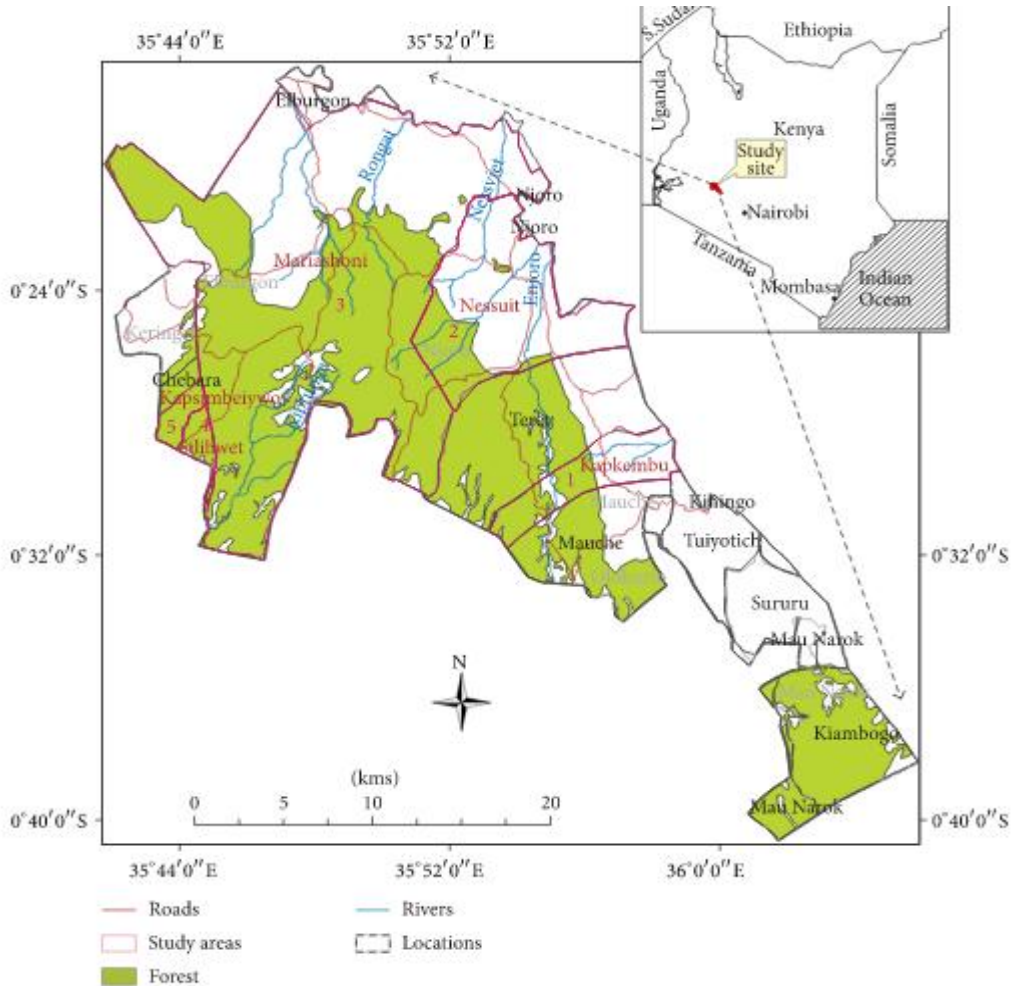 35°44′0″E
35°52′0″E
S.Sudan
Ethiopia
Uganda
Kenya
Somalia
Study
site
Nairobi
Tanzania
Mombasa
Indian
Ocean
Elburgon
Rongai
Nessviet
Njoro
Njoro
Enjoro
Mariashoni
0°24′0″S
3
Nessuit
2
Chebara
Kapsimbeiywo
5
4
Teret
1
Kapkembu
Mauche
Kihingo
0°32′0″S
Mauche
Tuiyotich
0°32′0″S
Sururu
Mau Narok
N
Kiambogo
(kms)
0
5
10
20
Mau Narok
0°40′0″S
0°40′0″S
35°44′0″E
35°52′0″E
36°0′0″E
Roads
Rivers
Study areas
Locations
Forest